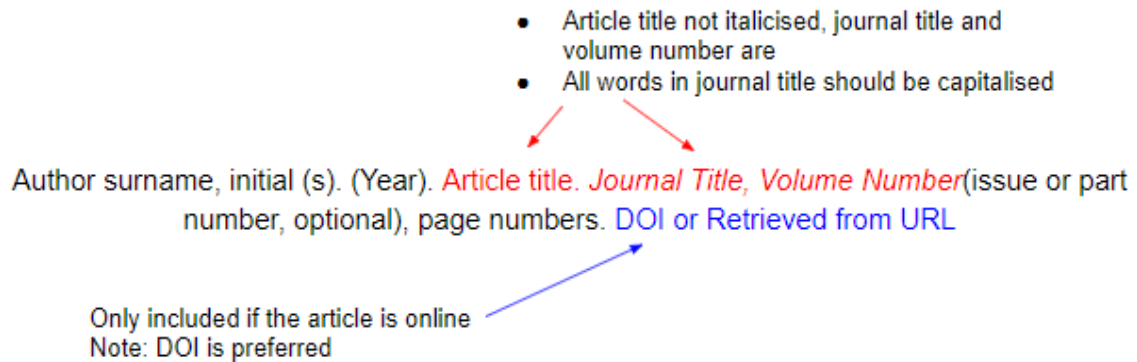 ● Article title not italicised, journal title and
volume number are
● All words in journal title should be capitalised
Author surname, initial (s). (Year). Article title. Journal Title, Volume Number(issue or part
number, optional), page numbers. DOI or Retrieved from URL
Only included if the article is online
Note: DOI is preferred